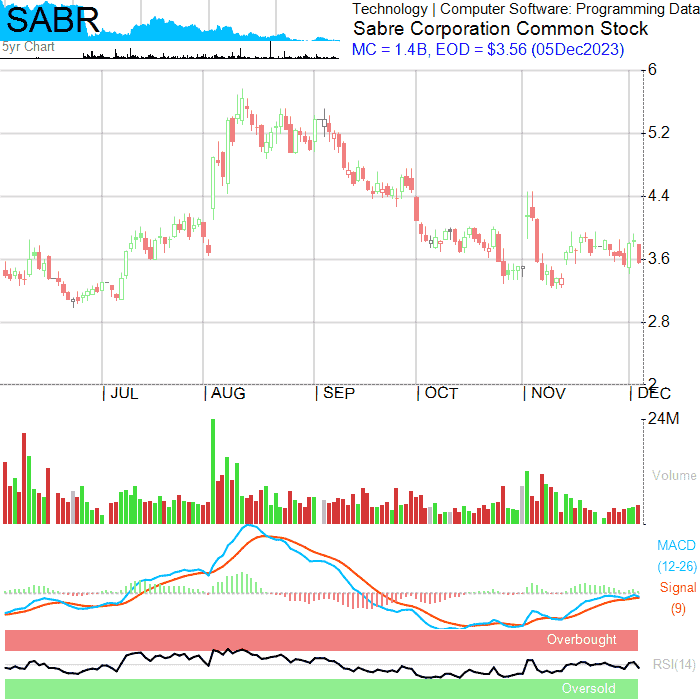 SABR
5yr Chart
Technology | Computer Software: Programming Data
Sabre Corporation Common Stock
MC = 1.4B, EOD = $3.56 (05Dec2023)
6
5.2
4.4
3.6
2.8
2
| JUL | AUG | SEP | OCT | NOV | DEC
24M
Volume
MACD
(12-26)
Signal
(9)
Overbought
RSI(14)
Oversold